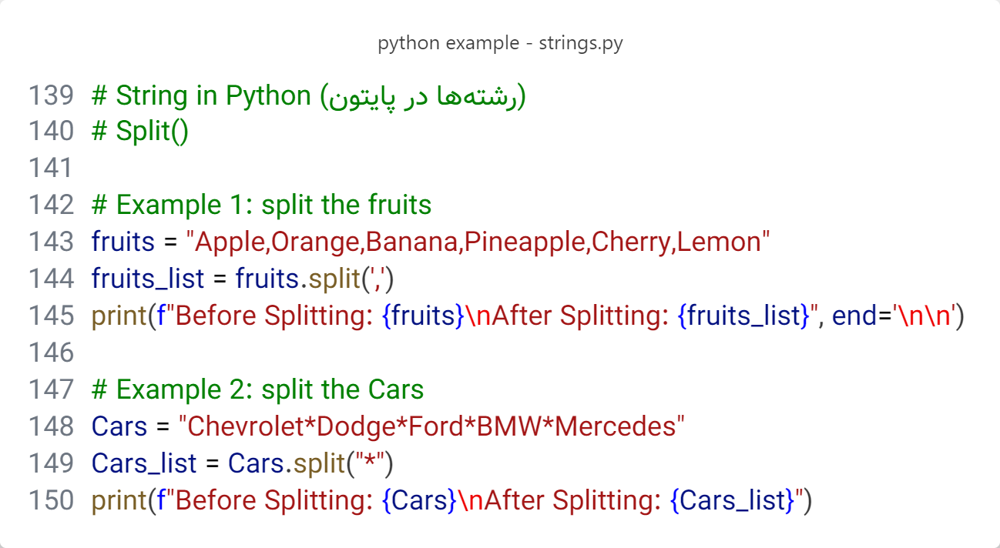 python example - strings.py
139 # String in Python (رشته‌ها در پایتون)
140 # Split()
141
142 # Example 1: split the fruits
143 fruits = "Apple,Orange,Banana,Pineapple,Cherry,Lemon"
144 fruits_list = fruits.split(',')
145 print(f"Before Splitting: {fruits}\nAfter Splitting: {fruits_list}", end='\n\n')
146
147 # Example 2: split the Cars
148 Cars = "Chevrolet*Dodge*Ford*BMW*Mercedes"
149 Cars_list = Cars.split("*")
150 print(f"Before Splitting: {Cars}\nAfter Splitting: {Cars_list}")